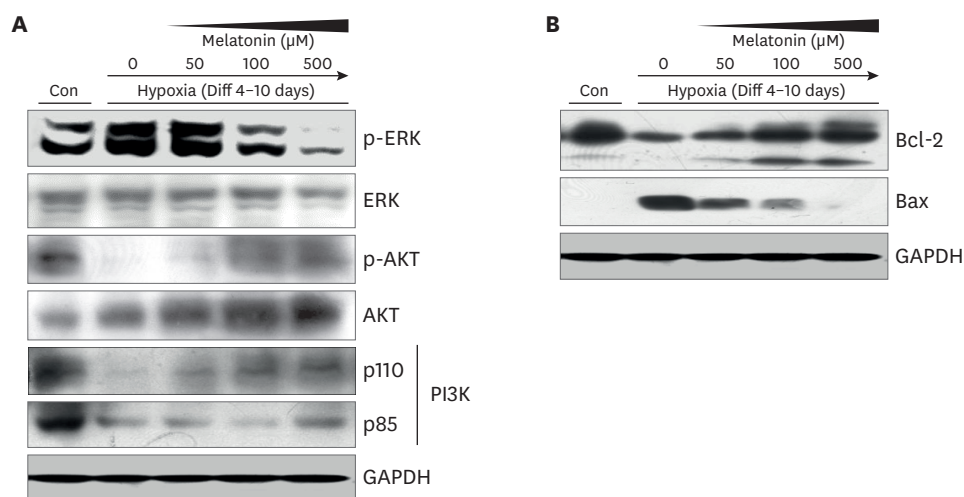 A
Melatonin (μM)
0 50 100 500
Con Hypoxia (Diff 4–10 days)
p-ERK
ERK
p-AKT
AKT
p110
PI3K
p85
GAPDH
B
Melatonin (μM)
0 50 100 500
Con Hypoxia (Diff 4–10 days)
Bcl-2
Bax
GAPDH